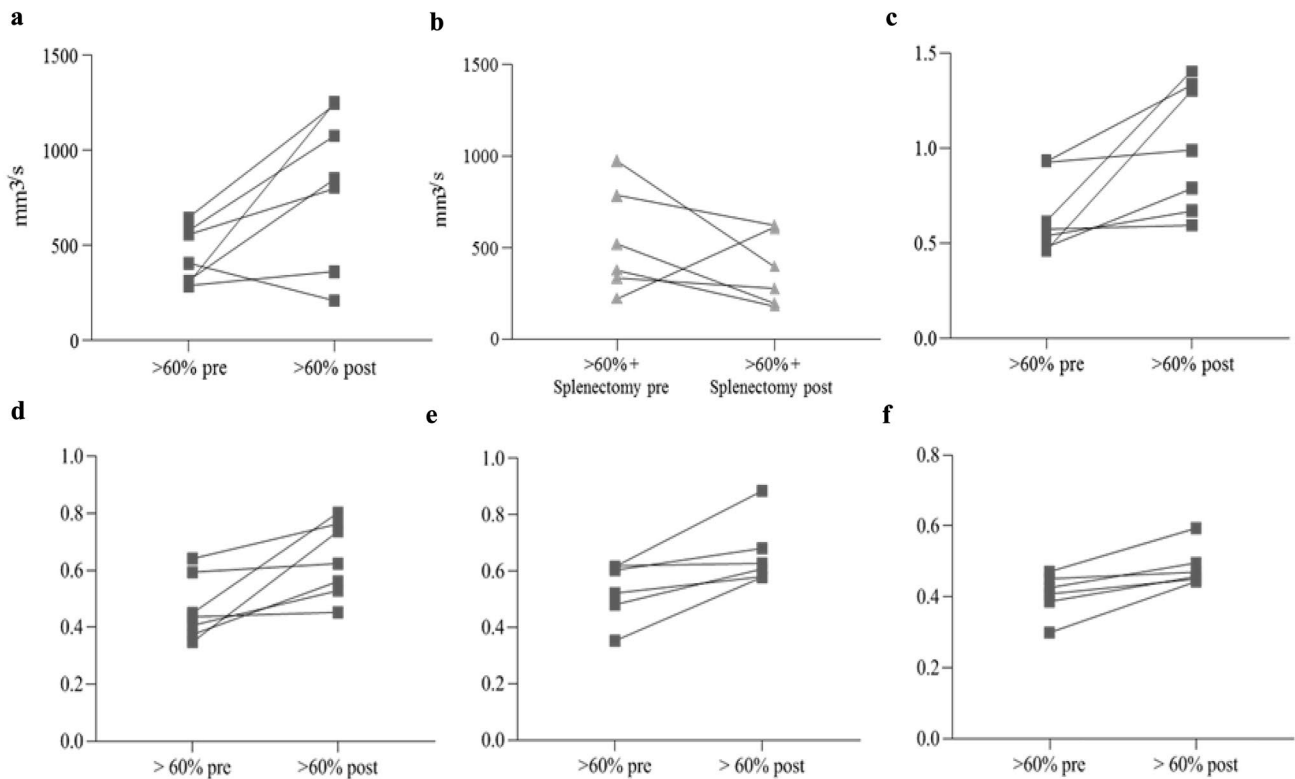 a
1500
1000
500
0
mm3/s
>60% pre
>60% post
b
1500
1000
500
0
mm3/s
>60%+
Splenectomy pre
>60%+
Splenectomy post
c
1.5
1.0
0.5
0.0
>60% pre
>60% post
d
1.0
0.8
0.6
0.4
0.2
0.0
> 60% pre
>60% post
e
1.0
0.8
0.6
0.4
0.2
0.0
>60% pre
> 60% post
f
0.8
0.6
0.4
0.2
0.0
>60% pre
> 60% post